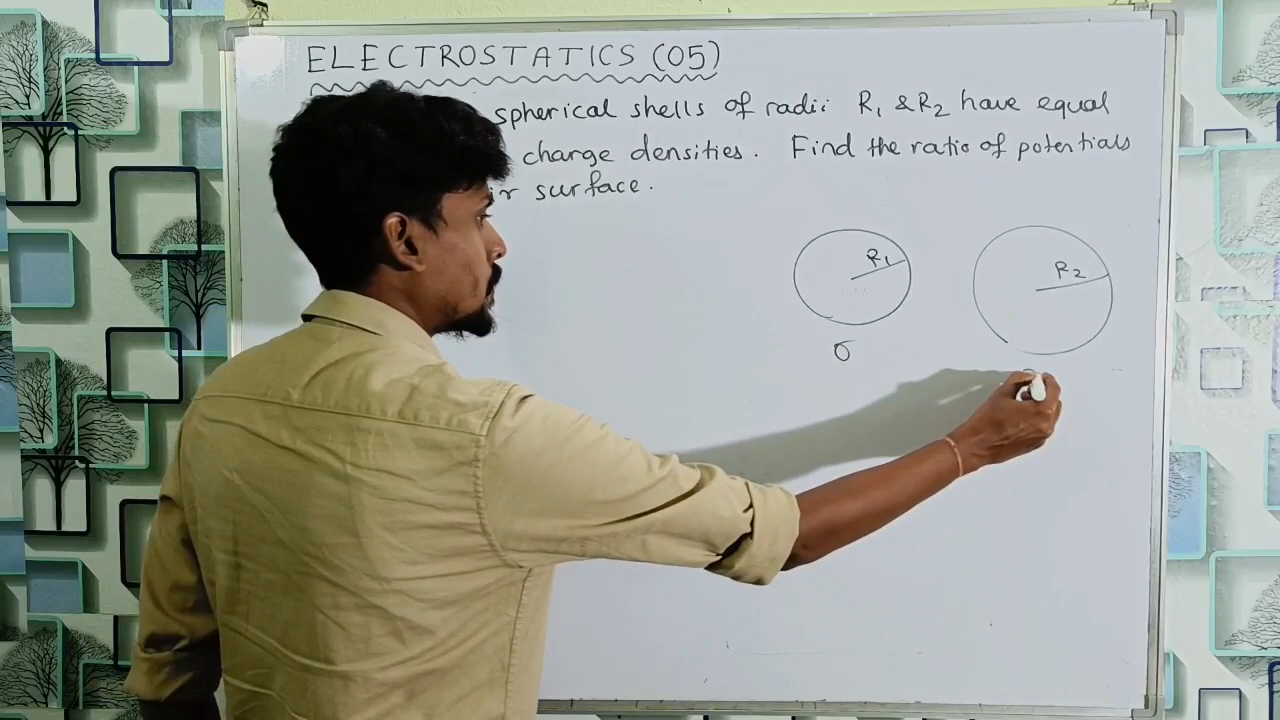 ELECTROSTATICS (05)
spherical shells of radii R₁ & R₂ have equal
charge densities. Find the ratio of potentials
surface.
R₁
R₂
σ